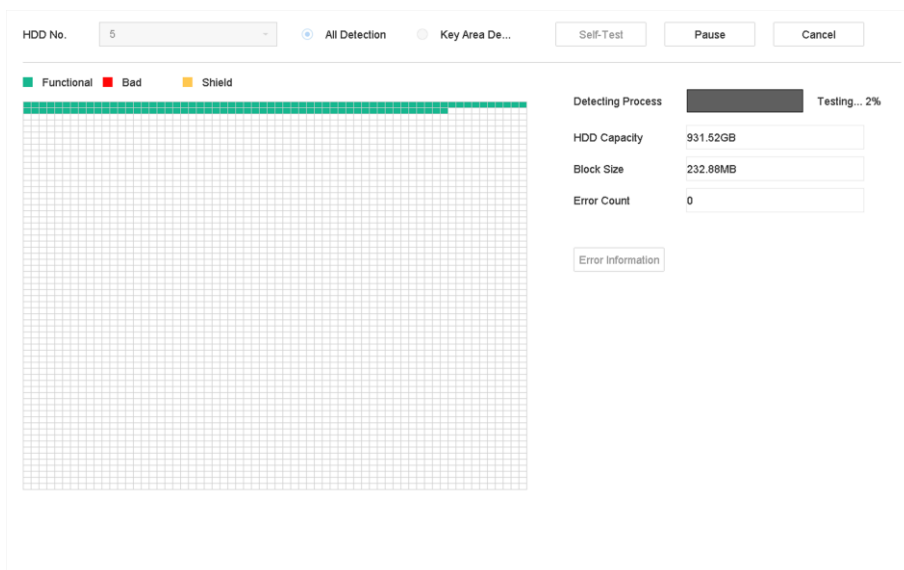 HDD No. 5 All Detection Key Area De... Self-Test Pause Cancel
Functional Bad Shield
Detecting Process Testing... 2%
HDD Capacity 931.52GB
Block Size 232.88MB
Error Count 0
Error Information